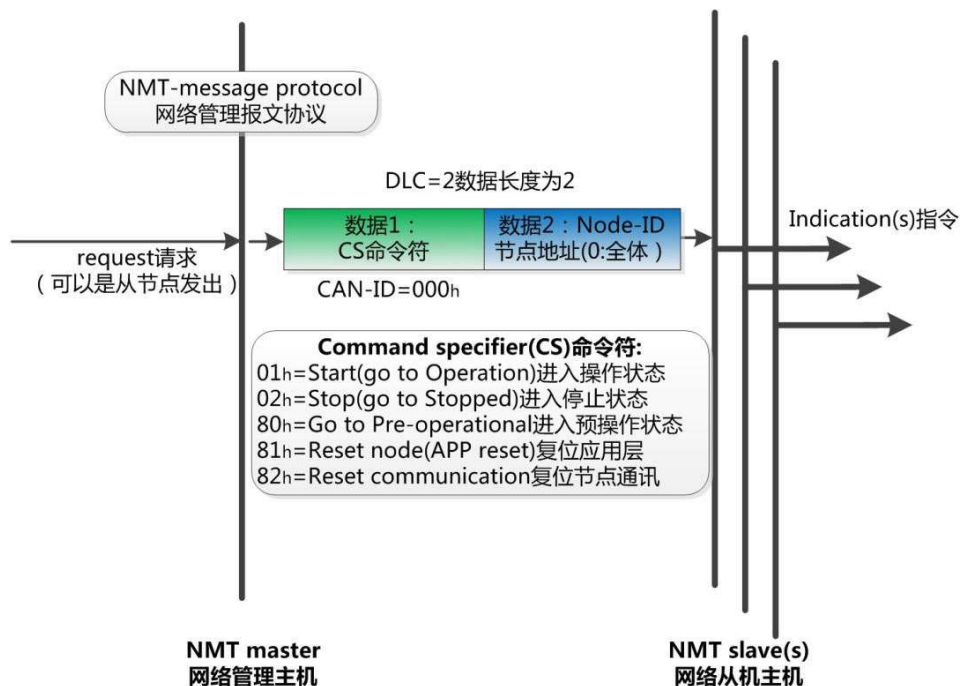 NMT-message protocol
网络管理报文协议
DLC=2数据长度为2
数据1：
CS命令符
数据2：Node-ID
节点地址(0:全体 )
Indication(s)指令
request请求
（可以是从节点发出）
CAN-ID=000h
Command specifier(CS)命令符:
01h=Start(go to Operation)进入操作状态
02h=Stop(go to Stopped)进入停止状态
80h=Go to Pre-operational进入预操作状态
81h=Reset node(APP reset)复位应用层
82h=Reset communication复位节点通讯
NMT master
网络管理主机
NMT slave(s)
网络从机主机